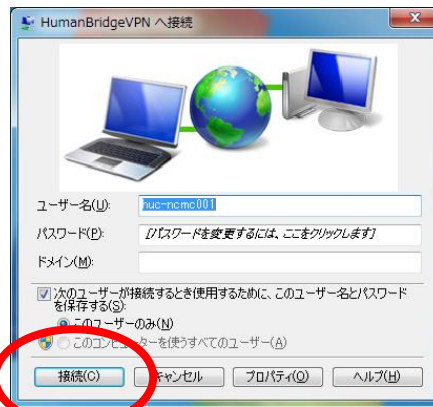 HumanBridgeVPN へ接続
ユーザー名(U): huc-ncmc001
パスワード(P): [パスワードを変更するには、ここをクリックします]
ドメイン(M):
次のユーザーが接続するとき使用するために、このユーザー名とパスワード
を保存する(S):
このユーザーのみ(N)
このコンピューターを使うすべてのユーザー(A)
接続(C) キャンセル プロパティ(O) ヘルプ(H)